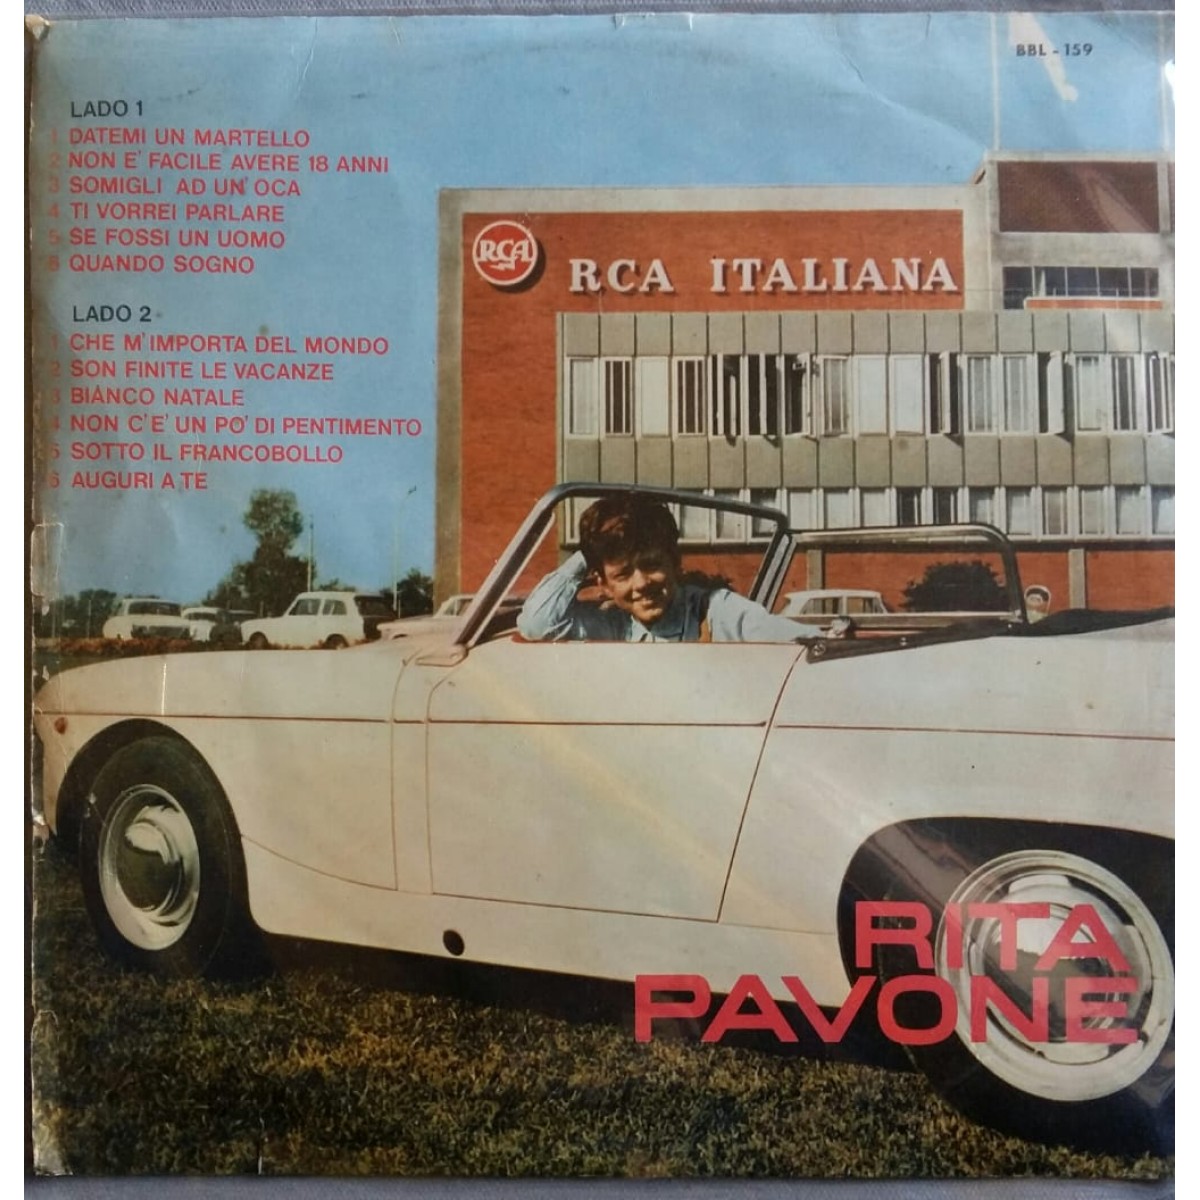 BBL - 159
LADO 1
1 DATEMI UN MARTELLO
2 NON E' FACILE AVERE 18 ANNI
3 SOMIGLI AD UN' OCA
4 TI VORREI PARLARE
5 SE FOSSI UN UOMO
6 QUANDO SOGNO
LADO 2
1 CHE M' IMPORTA DEL MONDO
2 SON FINITE LE VACANZE
3 BIANCO NATALE
4 NON C' E' UN PO' DI PENTIMENTO
5 SOTTO IL FRANCOBOLLO
6 AUGURI A TE
RCA
RCA ITALIANA
RITA
PAVONE